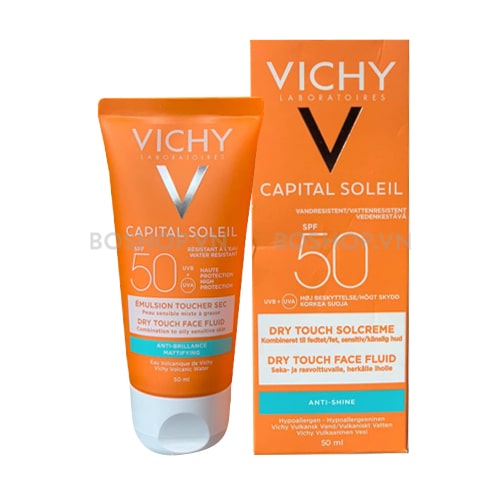 VICHY
LABORATOIRES
CAPITAL SOLEIL
RÉSISTANT À L'EAU
WATER RESISTANT
SPF
50
UVB + UVA
HAUTE
PROTECTION
HIGH
PROTECTION
ÉMULSION TOUCHER SEC
Peau sensible mixte à grasse
DRY TOUCH FACE FLUID
Combination to oily sensitive skin
ANTI-BRILLANCE
MATTIFYING
Eau Volcanique de Vichy
Vichy Volcanic Water
50 ml
VICHY
LABORATOIRES
CAPITAL SOLEIL
VANDRESISTENT/VATTENRESISTENT
VEDENKESTÄVÄ
SPF
50
UVB + UVA
HØJ BESKYTTELSE/HÖGT SKYDD
KORKEA SUOJA
DRY TOUCH SOLCREME
Kombineret til fedtet/fet, sensitiv/känslig hud
DRY TOUCH FACE FLUID
Seka- ja rasvoittuvalle, herkälle iholle
ANTI-SHINE
Hypoallergen - Hypoallergeeninen
Vichy Vulkansk Vand/Vulkaniskt Vatten
Vichy Vulkaaninen Vesi
50 ml
BOSHOP.VN